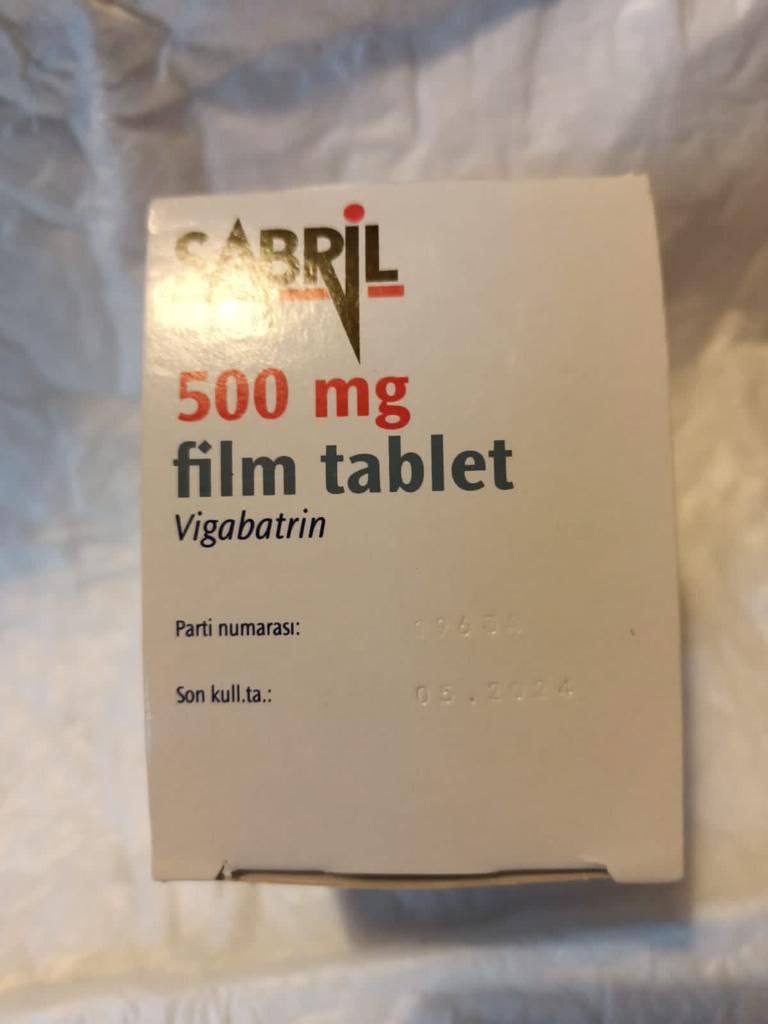 SABRIL
500 mg
film tablet
Vigabatrin
Parti numarası:
Son kull.ta.: 05.2024